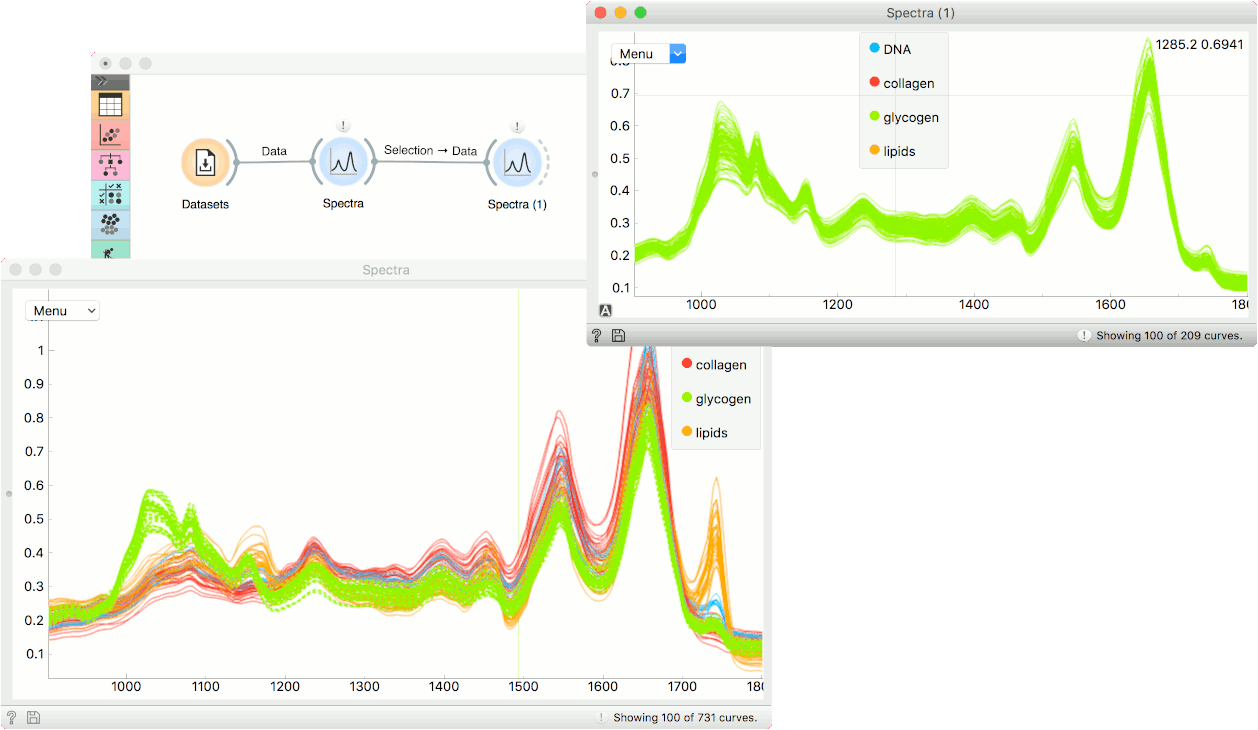 Spectra (1)
Menu
1285.2 0.6941
DNA
collagen
glycogen
lipids
0.8
0.7
0.6
0.5
0.4
0.3
0.2
0.1
1000
1200
1400
1600
180
A
?
! Showing 100 of 209 curves.
!
!
Data
Selection → Data
Datasets
Spectra
Spectra (1)
Spectra
Menu
collagen
glycogen
lipids
1
0.9
0.8
0.7
0.6
0.5
0.4
0.3
0.2
0.1
1000
1100
1200
1300
1400
1500
1600
1700
180
?
! Showing 100 of 731 curves.